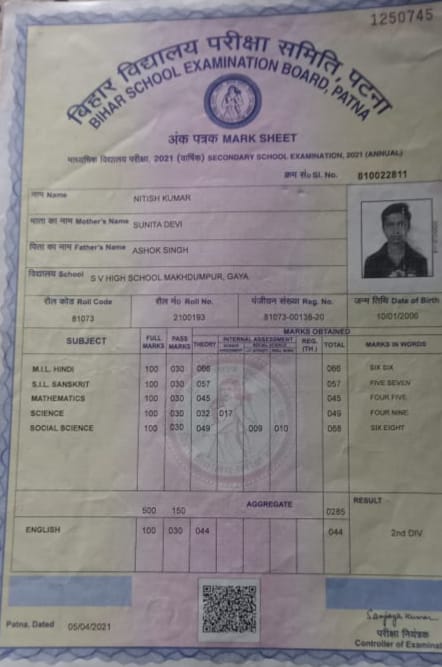 1250745
बिहार विद्यालय परीक्षा समिति, पटना
BIHAR SCHOOL EXAMINATION BOARD, PATNA
अंक पत्रक MARK SHEET
माध्यमिक विद्यालय परीक्षा, 2021 (वार्षिक) SECONDARY SCHOOL EXAMINATION, 2021 (ANNUAL)
क्रम सं० Sl. No. 810022811
नाम Name NITISH KUMAR
माता का नाम Mother's Name SUNITA DEVI
पिता का नाम Father's Name ASHOK SINGH
विद्यालय School S V HIGH SCHOOL MAKHDUMPUR, GAYA
रौल कोड Roll Code रौल नं० Roll No. पंजीयन संख्या Reg. No. जन्म तिथि Date of Birth
81073 2100193 81073-00136-20 10/01/2006
SUBJECT FULL MARKS PASS MARKS THEORY INTERNAL ASSESSMENT REG. (TH.) TOTAL MARKS IN WORDS
MARKS OBTAINED
M.I.L. HINDI 100 030 066 066 SIX SIX
S.I.L. SANSKRIT 100 030 057 057 FIVE SEVEN
MATHEMATICS 100 030 045 045 FOUR FIVE
SCIENCE 100 030 032 017 049 FOUR NINE
SOCIAL SCIENCE 100 030 049 009 010 068 SIX EIGHT
500 150 AGGREGATE 0285 RESULT
ENGLISH 100 030 044 044 2nd DIV
Patna, Dated 05/04/2021
Sanjay Kumar
परीक्षा नियंत्रक
Controller of Examina